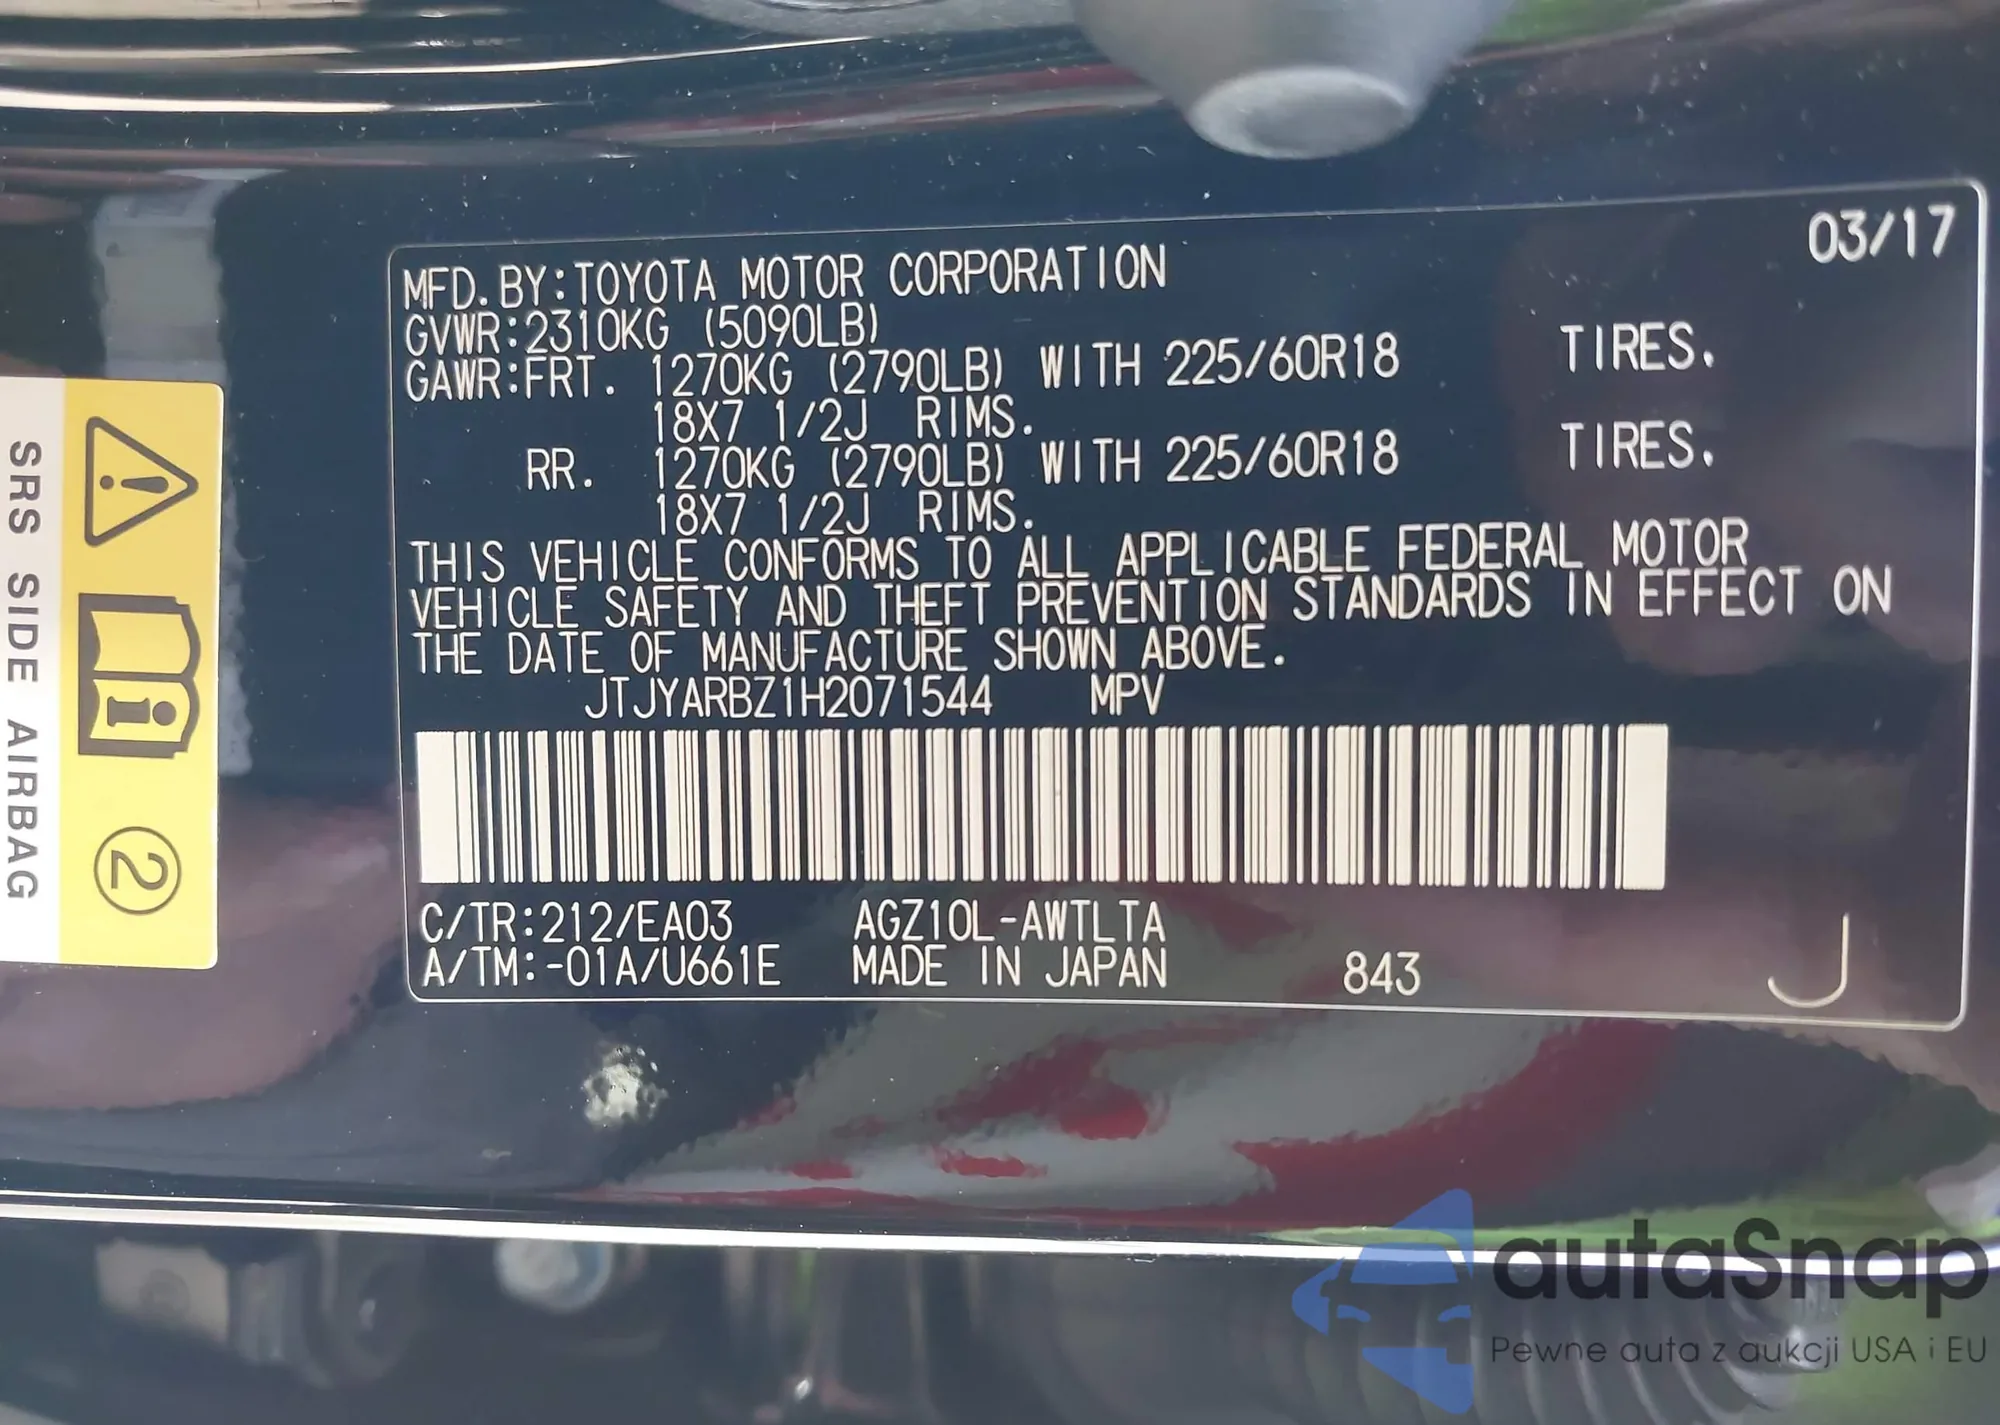 03/17
MFD.BY:TOYOTA MOTOR CORPORATION
GVWR:2310KG (5090LB)
GAWR:FRT. 1270KG (2790LB) WITH 225/60R18 TIRES.
18X7 1/2J RIMS.
RR. 1270KG (2790LB) WITH 225/60R18 TIRES.
18X7 1/2J RIMS.
THIS VEHICLE CONFORMS TO ALL APPLICABLE FEDERAL MOTOR
VEHICLE SAFETY AND THEFT PREVENTION STANDARDS IN EFFECT ON
THE DATE OF MANUFACTURE SHOWN ABOVE.
JTJYARBZ1H2071544 MPV
C/TR:212/EA03 AGZ10L-AWTLTA
A/TM:-01A/U661E MADE IN JAPAN 843 J
SRS SIDE AIRBAG
2
autaSnap
Pewne auta z aukcji USA i EU